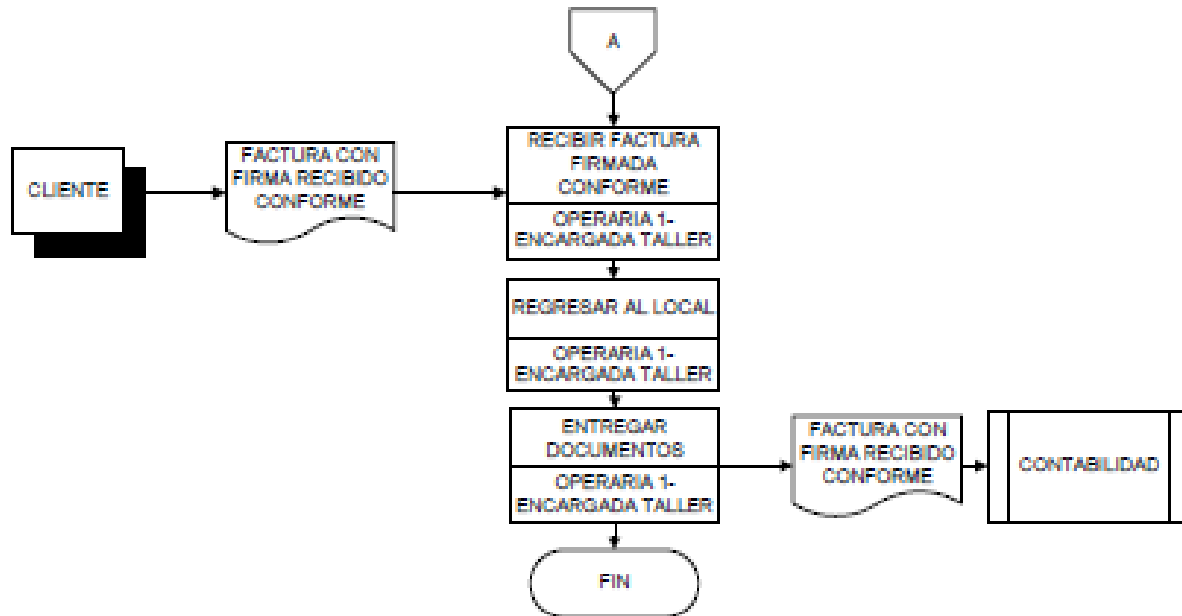 A
CLIENTE
FACTURA CON
FIRMA RECIBIDO
CONFORME
RECIBIR FACTURA
FIRMADA
CONFORME
OPERARIA 1-
ENCARGADA TALLER
REGRESAR AL LOCAL
OPERARIA 1-
ENCARGADA TALLER
ENTREGAR
DOCUMENTOS
OPERARIA 1-
ENCARGADA TALLER
FACTURA CON
FIRMA RECIBIDO
CONFORME
CONTABILIDAD
FIN